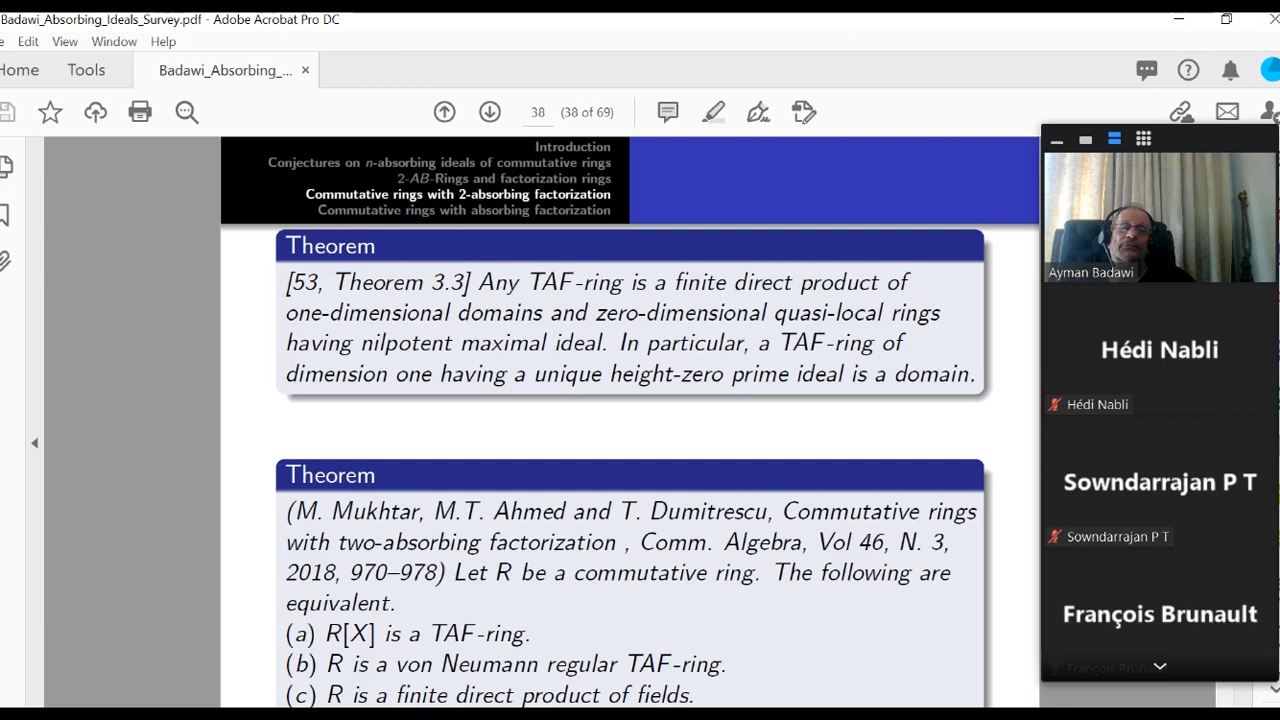 Badawi_Absorbing_Ideals_Survey.pdf - Adobe Acrobat Pro DC
Edit View Window Help
Home Tools Badawi_Absorbing_... ×
38 (38 of 69)
Introduction
Conjectures on n-absorbing ideals of commutative rings
2-AB-Rings and factorization rings
Commutative rings with 2-absorbing factorization
Commutative rings with absorbing factorization
Theorem
[53, Theorem 3.3] Any TAF-ring is a finite direct product of
one-dimensional domains and zero-dimensional quasi-local rings
having nilpotent maximal ideal. In particular, a TAF-ring of
dimension one having a unique height-zero prime ideal is a domain.
Theorem
(M. Mukhtar, M.T. Ahmed and T. Dumitrescu, Commutative rings
with two-absorbing factorization , Comm. Algebra, Vol 46, N. 3,
2018, 970–978) Let R be a commutative ring. The following are
equivalent.
(a) R[X] is a TAF-ring.
(b) R is a von Neumann regular TAF-ring.
(c) R is a finite direct product of fields.
Ayman Badawi
Hédi Nabli
Hédi Nabli
Sowndarrajan P T
Sowndarrajan P T
François Brunault